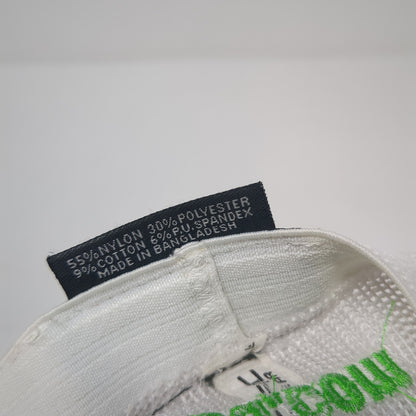 55% NYLON 30% POLYESTER
9% COTTON 6% P.U. SPANDEX
MADE IN BANGLADESH